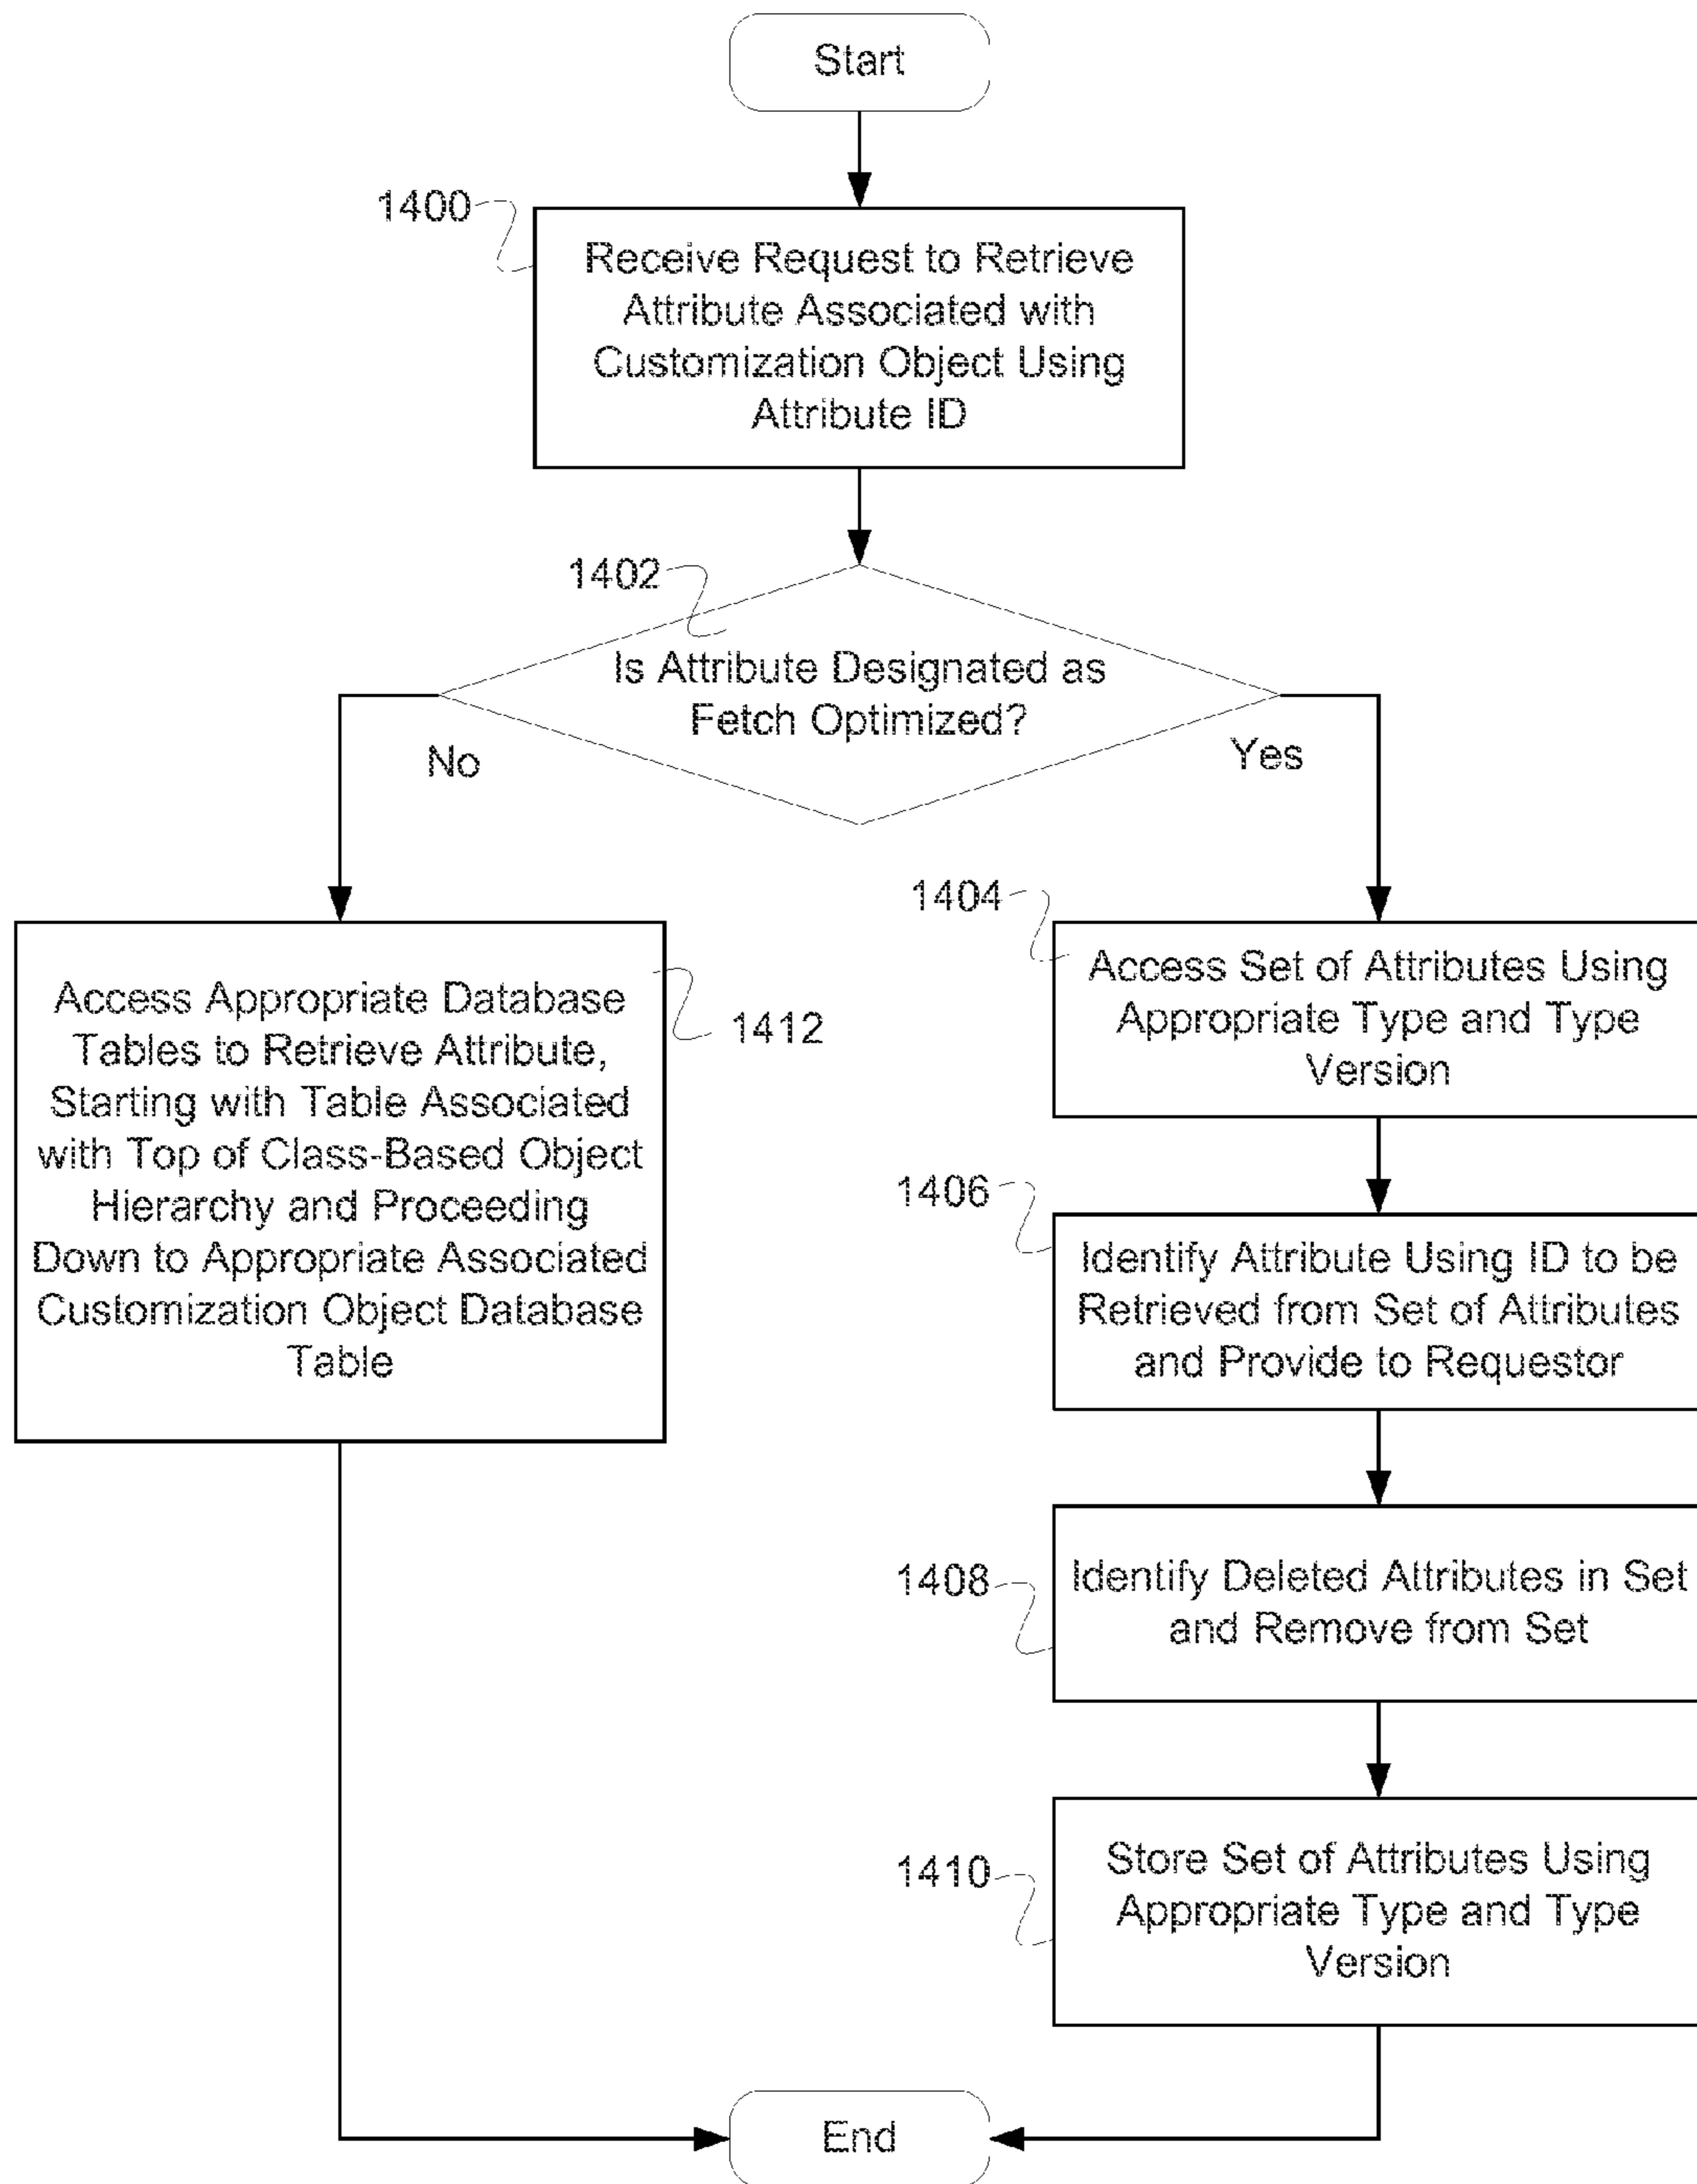 Start
1400
Receive Request to Retrieve
Attribute Associated with
Customization Object Using
Attribute ID
1402
Is Attribute Designated as
Fetch Optimized?
No
Yes
1412
Access Appropriate Database
Tables to Retrieve Attribute,
Starting with Table Associated
with Top of Class-Based Object
Hierarchy and Proceeding
Down to Appropriate Associated
Customization Object Database
Table
1404
Access Set of Attributes Using
Appropriate Type and Type
Version
1406
Identify Attribute Using ID to be
Retrieved from Set of Attributes
and Provide to Requestor
1408
Identify Deleted Attributes in Set
and Remove from Set
1410
Store Set of Attributes Using
Appropriate Type and Type
Version
End